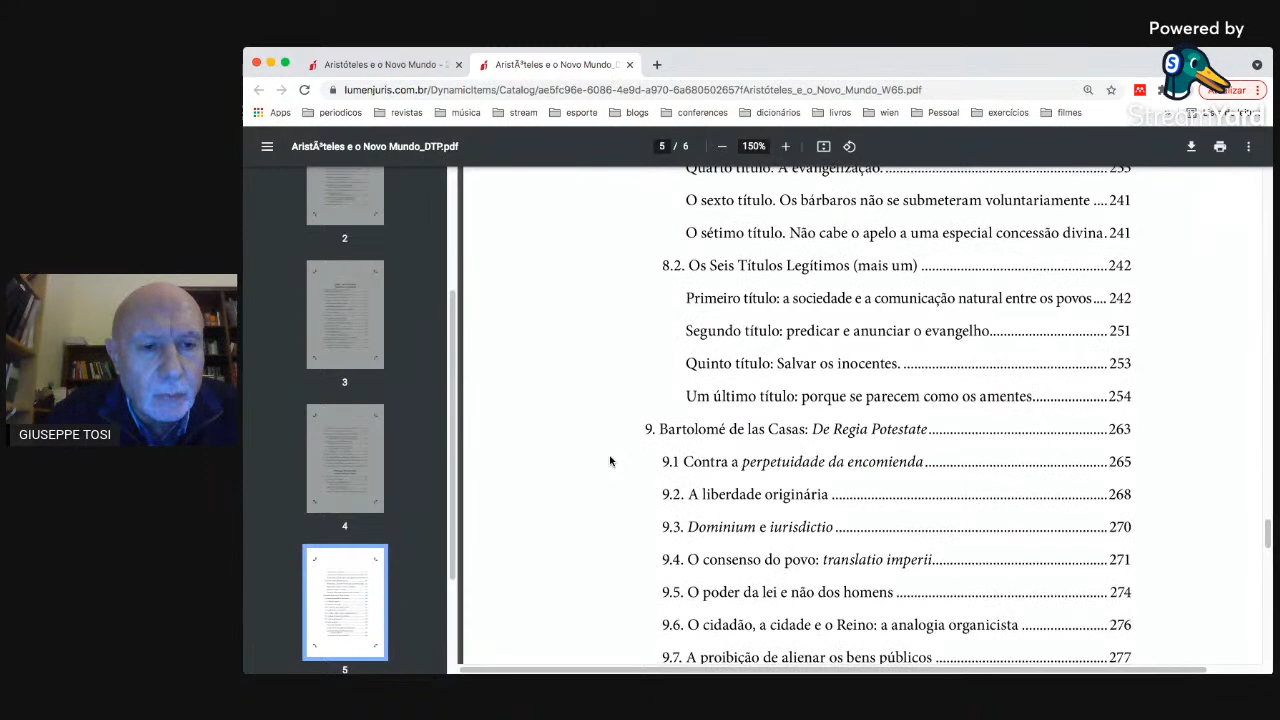 Powered by
StreamYard
S
Aristóteles e o Novo Mundo - 
AristÃ³teles e o Novo Mundo_D
lumenjuris.com.br/DynamicItems/Catalog/ae5fc96e-6086-4e9d-a970-6a660502657fAristóteles_e_o_Novo_Mundo_W65.pdf
Apps periodicos revistas música stream esporte blogs conferences dicionários livros wien Pessoal exercícios filmes
AristÃ³teles e o Novo Mundo_DTP.pdf
5 / 6
150%
2
3
4
5
O sexto título. Os bárbaros não se submeteram voluntariamente ....241
O sétimo título. Não cabe o apelo a uma especial concessão divina.241
8.2. Os Seis Títulos Legítimos (mais um) ....242
Primeiro título: sociedade e a comunicação natural entre os povos.... 242
Segundo título: predicar e anunciar o evangelho....251
Quinto título: Salvar os inocentes. ....253
Um último título: porque se parecem como os amentes....254
9. Bartolomé de las Casas: De Regia Potestate....263
9.1 Contra a perpetuidade da encomienda....265
9.2. A liberdade originária ....268
9.3. Dominium e iurisdictio ....270
9.4. O consenso do povo: translatio imperii....271
9.5. O poder da lei e não dos homens ....274
9.6. O cidadão, a cidade e o Reino: a analogia organicista ....276
9.7. A proibição de alienar os bens públicos ....277
GIUSEPPE TOSI